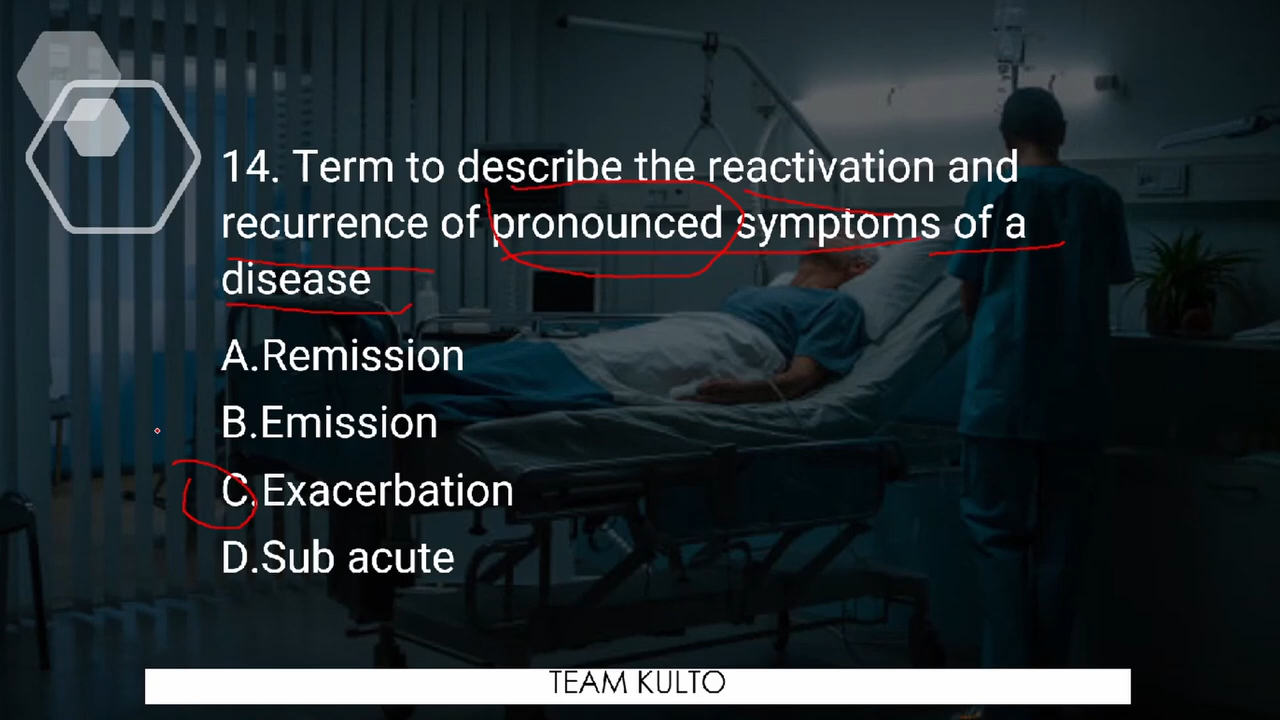 14. Term to describe the reactivation and
recurrence of pronounced symptoms of a
disease
A.Remission
B.Emission
C.Exacerbation
D.Sub acute
TEAM KULTO